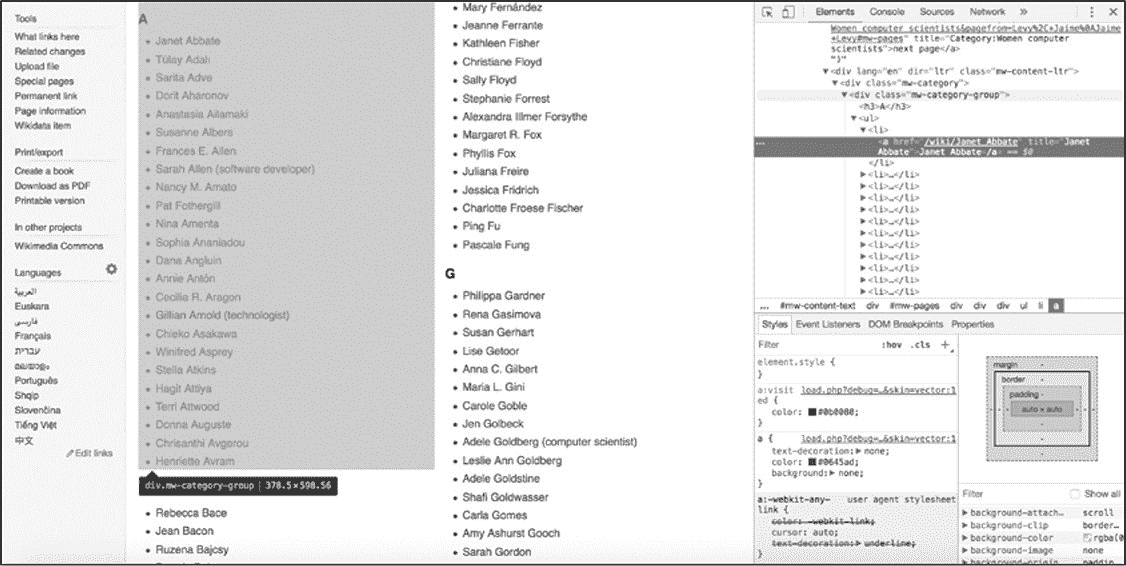 Tools
What links here
Related changes
Upload file
Special pages
Permanent link
Page information
Wikidata item
Print/export
Create a book
Download as PDF
Printable version
In other projects
Wikimedia Commons
Languages
العربية
Euskara
فارسی
Français
עברית
മലയാളം
Português
Shqip
Slovenčina
Tiếng Việt
中文
Edit links
A
• Janet Abbate
• Tülay Adalı
• Sarita Adve
• Dorit Aharonov
• Anastasia Ailamaki
• Susanne Albers
• Frances E. Allen
• Sarah Allen (software developer)
• Nancy M. Amato
• Pat Fothergill
• Nina Amenta
• Sophia Ananiadou
• Dana Angluin
• Annie Antón
• Cecilia R. Aragon
• Gillian Arnold (technologist)
• Chieko Asakawa
• Winifred Asprey
• Stella Atkins
• Hagit Attiya
• Terri Attwood
• Donna Auguste
• Chrisanthi Avgerou
• Henriette Avram
div.mw-category-group | 378.5×598.56
• Rebecca Bace
• Jean Bacon
• Ruzena Bajcsy
• Mary Fernández
• Jeanne Ferrante
• Kathleen Fisher
• Christiane Floyd
• Sally Floyd
• Stephanie Forrest
• Alexandra Illmer Forsythe
• Margaret R. Fox
• Phyllis Fox
• Juliana Freire
• Jessica Fridrich
• Charlotte Froese Fischer
• Ping Fu
• Pascale Fung
G
• Philippa Gardner
• Rena Gasimova
• Susan Gerhart
• Lise Getoor
• Anna C. Gilbert
• Maria L. Gini
• Carole Goble
• Jen Golbeck
• Adele Goldberg (computer scientist)
• Leslie Ann Goldberg
• Adele Goldstine
• Shafi Goldwasser
• Carla Gomes
• Amy Ashurst Gooch
• Sarah Gordon
Elements Console Sources Network »
Women computer scientists&pagefrom=Levy%2C+Jaime%0AJaime
+Levy#mw-pages" title="Category:Women computer
scientists">next page</a>
")"
▼<div lang="en" dir="ltr" class="mw-content-ltr">
▼<div class="mw-category">
▼<div class="mw-category-group">
<h3>A</h3>
▼<ul>
▼<li>
... <a href="/wiki/Janet_Abbate" title="Janet
Abbate">Janet Abbate</a> == $0
</li>
▶<li>…</li>
▶<li>…</li>
▶<li>…</li>
▶<li>…</li>
▶<li>…</li>
▶<li>…</li>
▶<li>…</li>
▶<li>…</li>
▶<li>…</li>
▶<li>…</li>
▶<li>…</li>
... #mw-content-text div #mw-pages div div div ul li a
Styles Event Listeners DOM Breakpoints Properties
Filter :hov .cls +
element.style {
}
a:visit load.php?debug=…&skin=vector:1
ed {
color: #0b0080;
}
a { load.php?debug=…&skin=vector:1
text-decoration:▶ none;
color: #0645ad;
background:▶ none;
}
a:-webkit-any- user agent stylesheet
link {
color: -webkit-link;
cursor: auto;
text-decoration:▶ underline;
}
margin -
border -
padding -
auto × auto
Filter Show all
▶ background-attach… scroll
▶ background-clip border…
▶ background-color rgba(0
▶ background-image none
▶ background-origin